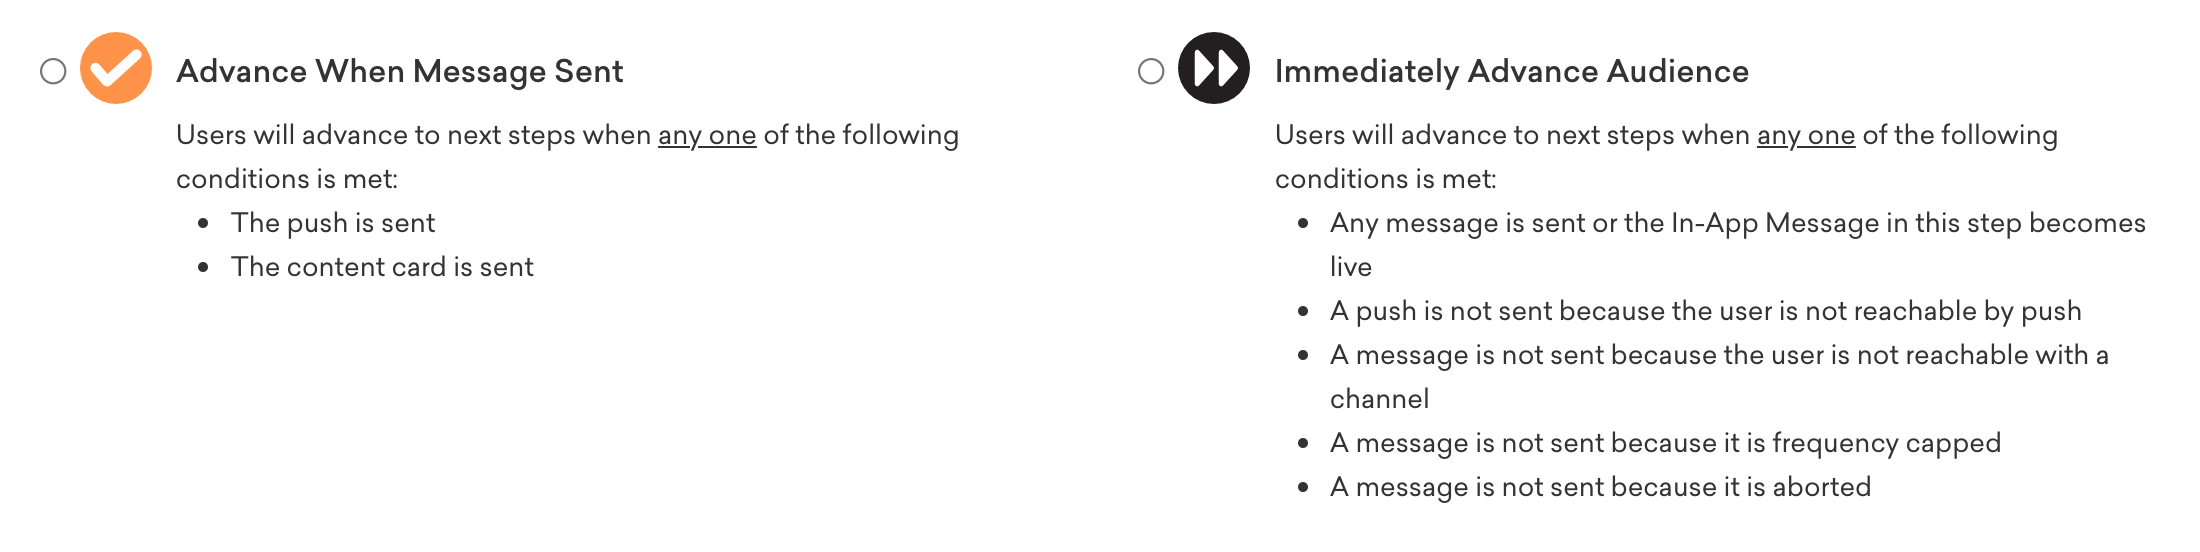 Advance When Message Sent
Users will advance to next steps when any one of the following
conditions is met:
• The push is sent
• The content card is sent
Immediately Advance Audience
Users will advance to next steps when any one of the following
conditions is met:
• Any message is sent or the In-App Message in this step becomes
live
• A push is not sent because the user is not reachable by push
• A message is not sent because the user is not reachable with a
channel
• A message is not sent because it is frequency capped
• A message is not sent because it is aborted